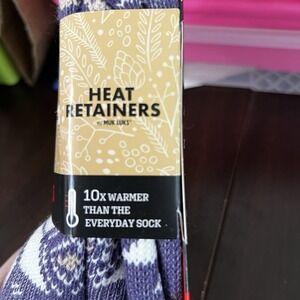 HEAT
RETAINERS
BY MUK LUKS®
10X WARMER
THAN THE
EVERYDAY SOCK